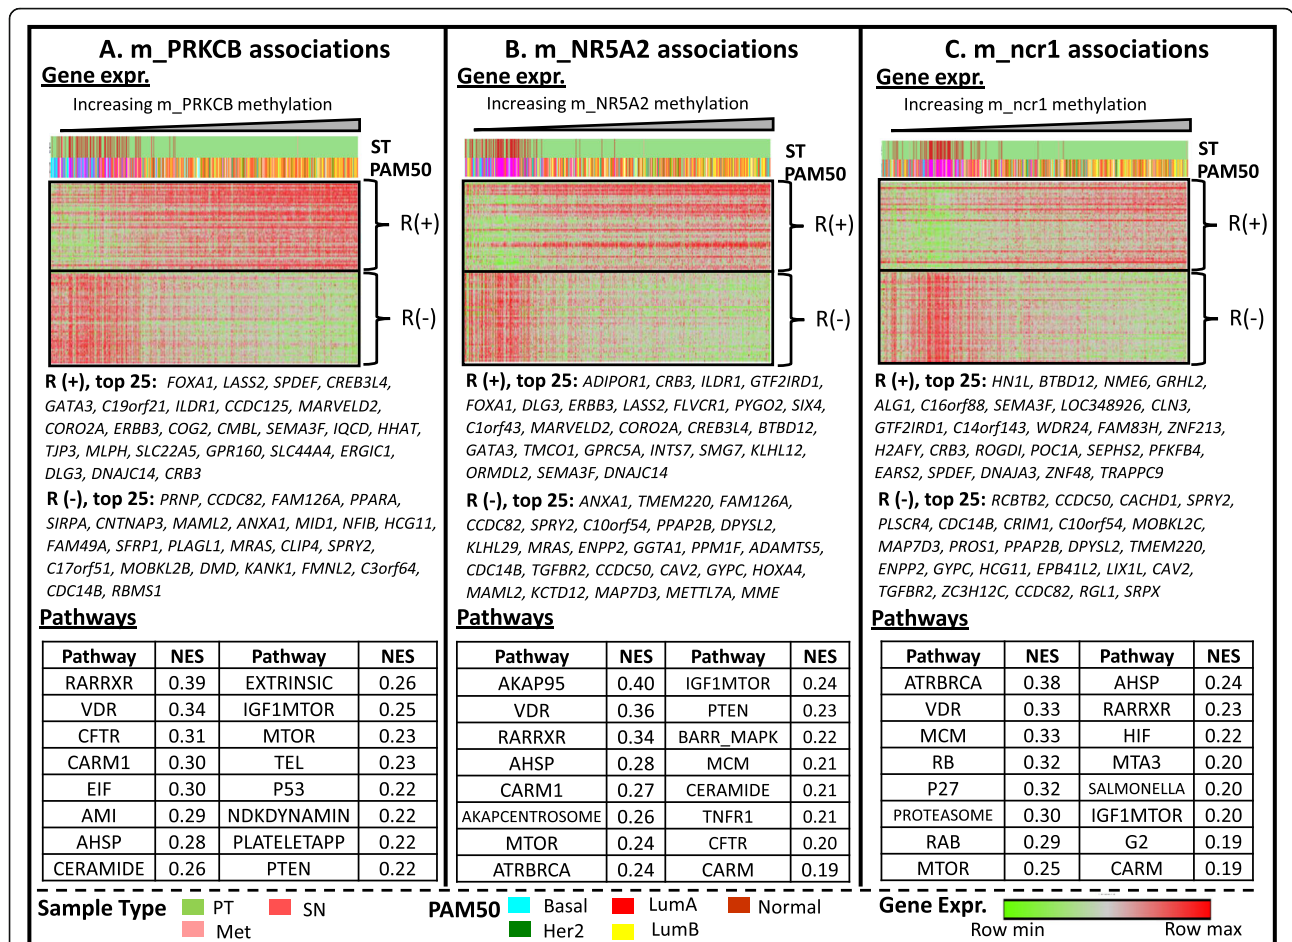 A. m_PRKCB associations
Gene expr.
Increasing m_PRKCB methylation
ST
PAM50
R(+)
R(-)
R (+), top 25: FOXA1, LASS2, SPDEF, CREB3L4,
GATA3, C19orf21, ILDR1, CCDC125, MARVELD2,
CORO2A, ERBB3, COG2, CMBL, SEMA3F, IQCD, HHAT,
TJP3, MLPH, SLC22A5, GPR160, SLC44A4, ERGIC1,
DLG3, DNAJC14, CRB3
R (-), top 25: PRNP, CCDC82, FAM126A, PPARA,
SIRPA, CNTNAP3, MAML2, ANXA1, MID1, NFIB, HCG11,
FAM49A, SFRP1, PLAGL1, MRAS, CLIP4, SPRY2,
C17orf51, MOBKL2B, DMD, KANK1, FMNL2, C3orf64,
CDC14B, RBMS1
Pathways
Pathway NES Pathway NES
RARRXR 0.39 EXTRINSIC 0.26
VDR 0.34 IGF1MTOR 0.25
CFTR 0.31 MTOR 0.23
CARM1 0.30 TEL 0.23
EIF 0.30 P53 0.22
AMI 0.29 NDKDYNAMIN 0.22
AHSP 0.28 PLATELETAPP 0.22
CERAMIDE 0.26 PTEN 0.22
B. m_NR5A2 associations
Gene expr.
Increasing m_NR5A2 methylation
ST
PAM50
R(+)
R(-)
R (+), top 25: ADIPOR1, CRB3, ILDR1, GTF2IRD1,
FOXA1, DLG3, ERBB3, LASS2, FLVCR1, PYGO2, SIX4,
C1orf43, MARVELD2, CORO2A, CREB3L4, BTBD12,
GATA3, TMCO1, GPRC5A, INTS7, SMG7, KLHL12,
ORMDL2, SEMA3F, DNAJC14
R (-), top 25: ANXA1, TMEM220, FAM126A,
CCDC82, SPRY2, C10orf54, PPAP2B, DPYSL2,
KLHL29, MRAS, ENPP2, GGTA1, PPM1F, ADAMTS5,
CDC14B, TGFBR2, CCDC50, CAV2, GYPC, HOXA4,
MAML2, KCTD12, MAP7D3, METTL7A, MME
Pathway NES Pathway NES
AKAP95 0.40 IGF1MTOR 0.24
VDR 0.36 PTEN 0.23
RARRXR 0.34 BARR_MAPK 0.22
AHSP 0.28 MCM 0.21
CARM1 0.27 CERAMIDE 0.21
AKAPCENTROSOME 0.26 TNFR1 0.21
MTOR 0.24 CFTR 0.20
ATRBRCA 0.24 CARM 0.19
C. m_ncr1 associations
Gene expr.
Increasing m_ncr1 methylation
ST
PAM50
R(+)
R(-)
R (+), top 25: HN1L, BTBD12, NME6, GRHL2,
ALG1, C16orf88, SEMA3F, LOC348926, CLN3,
GTF2IRD1, C14orf143, WDR24, FAM83H, ZNF213,
H2AFY, CRB3, ROGDI, POC1A, SEPHS2, PFKFB4,
EARS2, SPDEF, DNAJA3, ZNF48, TRAPPC9
R (-), top 25: RCBTB2, CCDC50, CACHD1, SPRY2,
PLSCR4, CDC14B, CRIM1, C10orf54, MOBKL2C,
MAP7D3, PROS1, PPAP2B, DPYSL2, TMEM220,
ENPP2, GYPC, HCG11, EPB41L2, LIX1L, CAV2,
TGFBR2, ZC3H12C, CCDC82, RGL1, SRPX
Pathways
Pathway NES Pathway NES
ATRBRCA 0.38 AHSP 0.24
VDR 0.33 RARRXR 0.23
MCM 0.33 HIF 0.22
RB 0.32 MTA3 0.20
P27 0.32 SALMONELLA 0.20
PROTEASOME 0.30 IGF1MTOR 0.20
RAB 0.29 G2 0.19
MTOR 0.25 CARM 0.19
Sample Type PT SN
Met
PAM50 Basal LumA Normal
Her2 LumB
Gene Expr.
Row min Row max